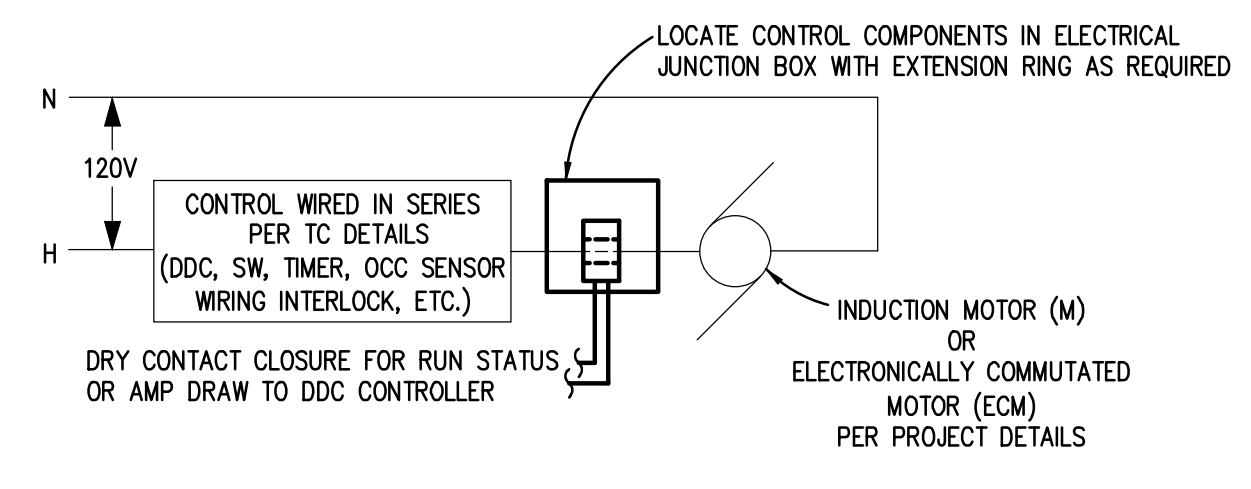 LOCATE CONTROL COMPONENTS IN ELECTRICAL
JUNCTION BOX WITH EXTENSION RING AS REQUIRED
N
120V
H
CONTROL WIRED IN SERIES
PER TC DETAILS
(DDC, SW, TIMER, OCC SENSOR
WIRING INTERLOCK, ETC.)
DRY CONTACT CLOSURE FOR RUN STATUS
OR AMP DRAW TO DDC CONTROLLER
INDUCTION MOTOR (M)
OR
ELECTRONICALLY COMMUTATED
MOTOR (ECM)
PER PROJECT DETAILS